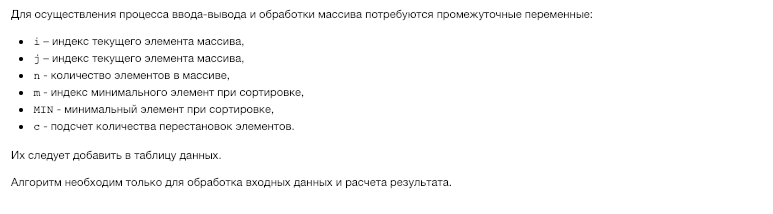 Для осуществления процесса ввода-вывода и обработки массива потребуются промежуточные переменные:
• i – индекс текущего элемента массива,
• j – индекс текущего элемента массива,
• n - количество элементов в массиве,
• m - индекс минимального элемент при сортировке,
• MIN - минимальный элемент при сортировке,
• c - подсчет количества перестановок элементов.
Их следует добавить в таблицу данных.
Алгоритм необходим только для обработка входных данных и расчета результата.